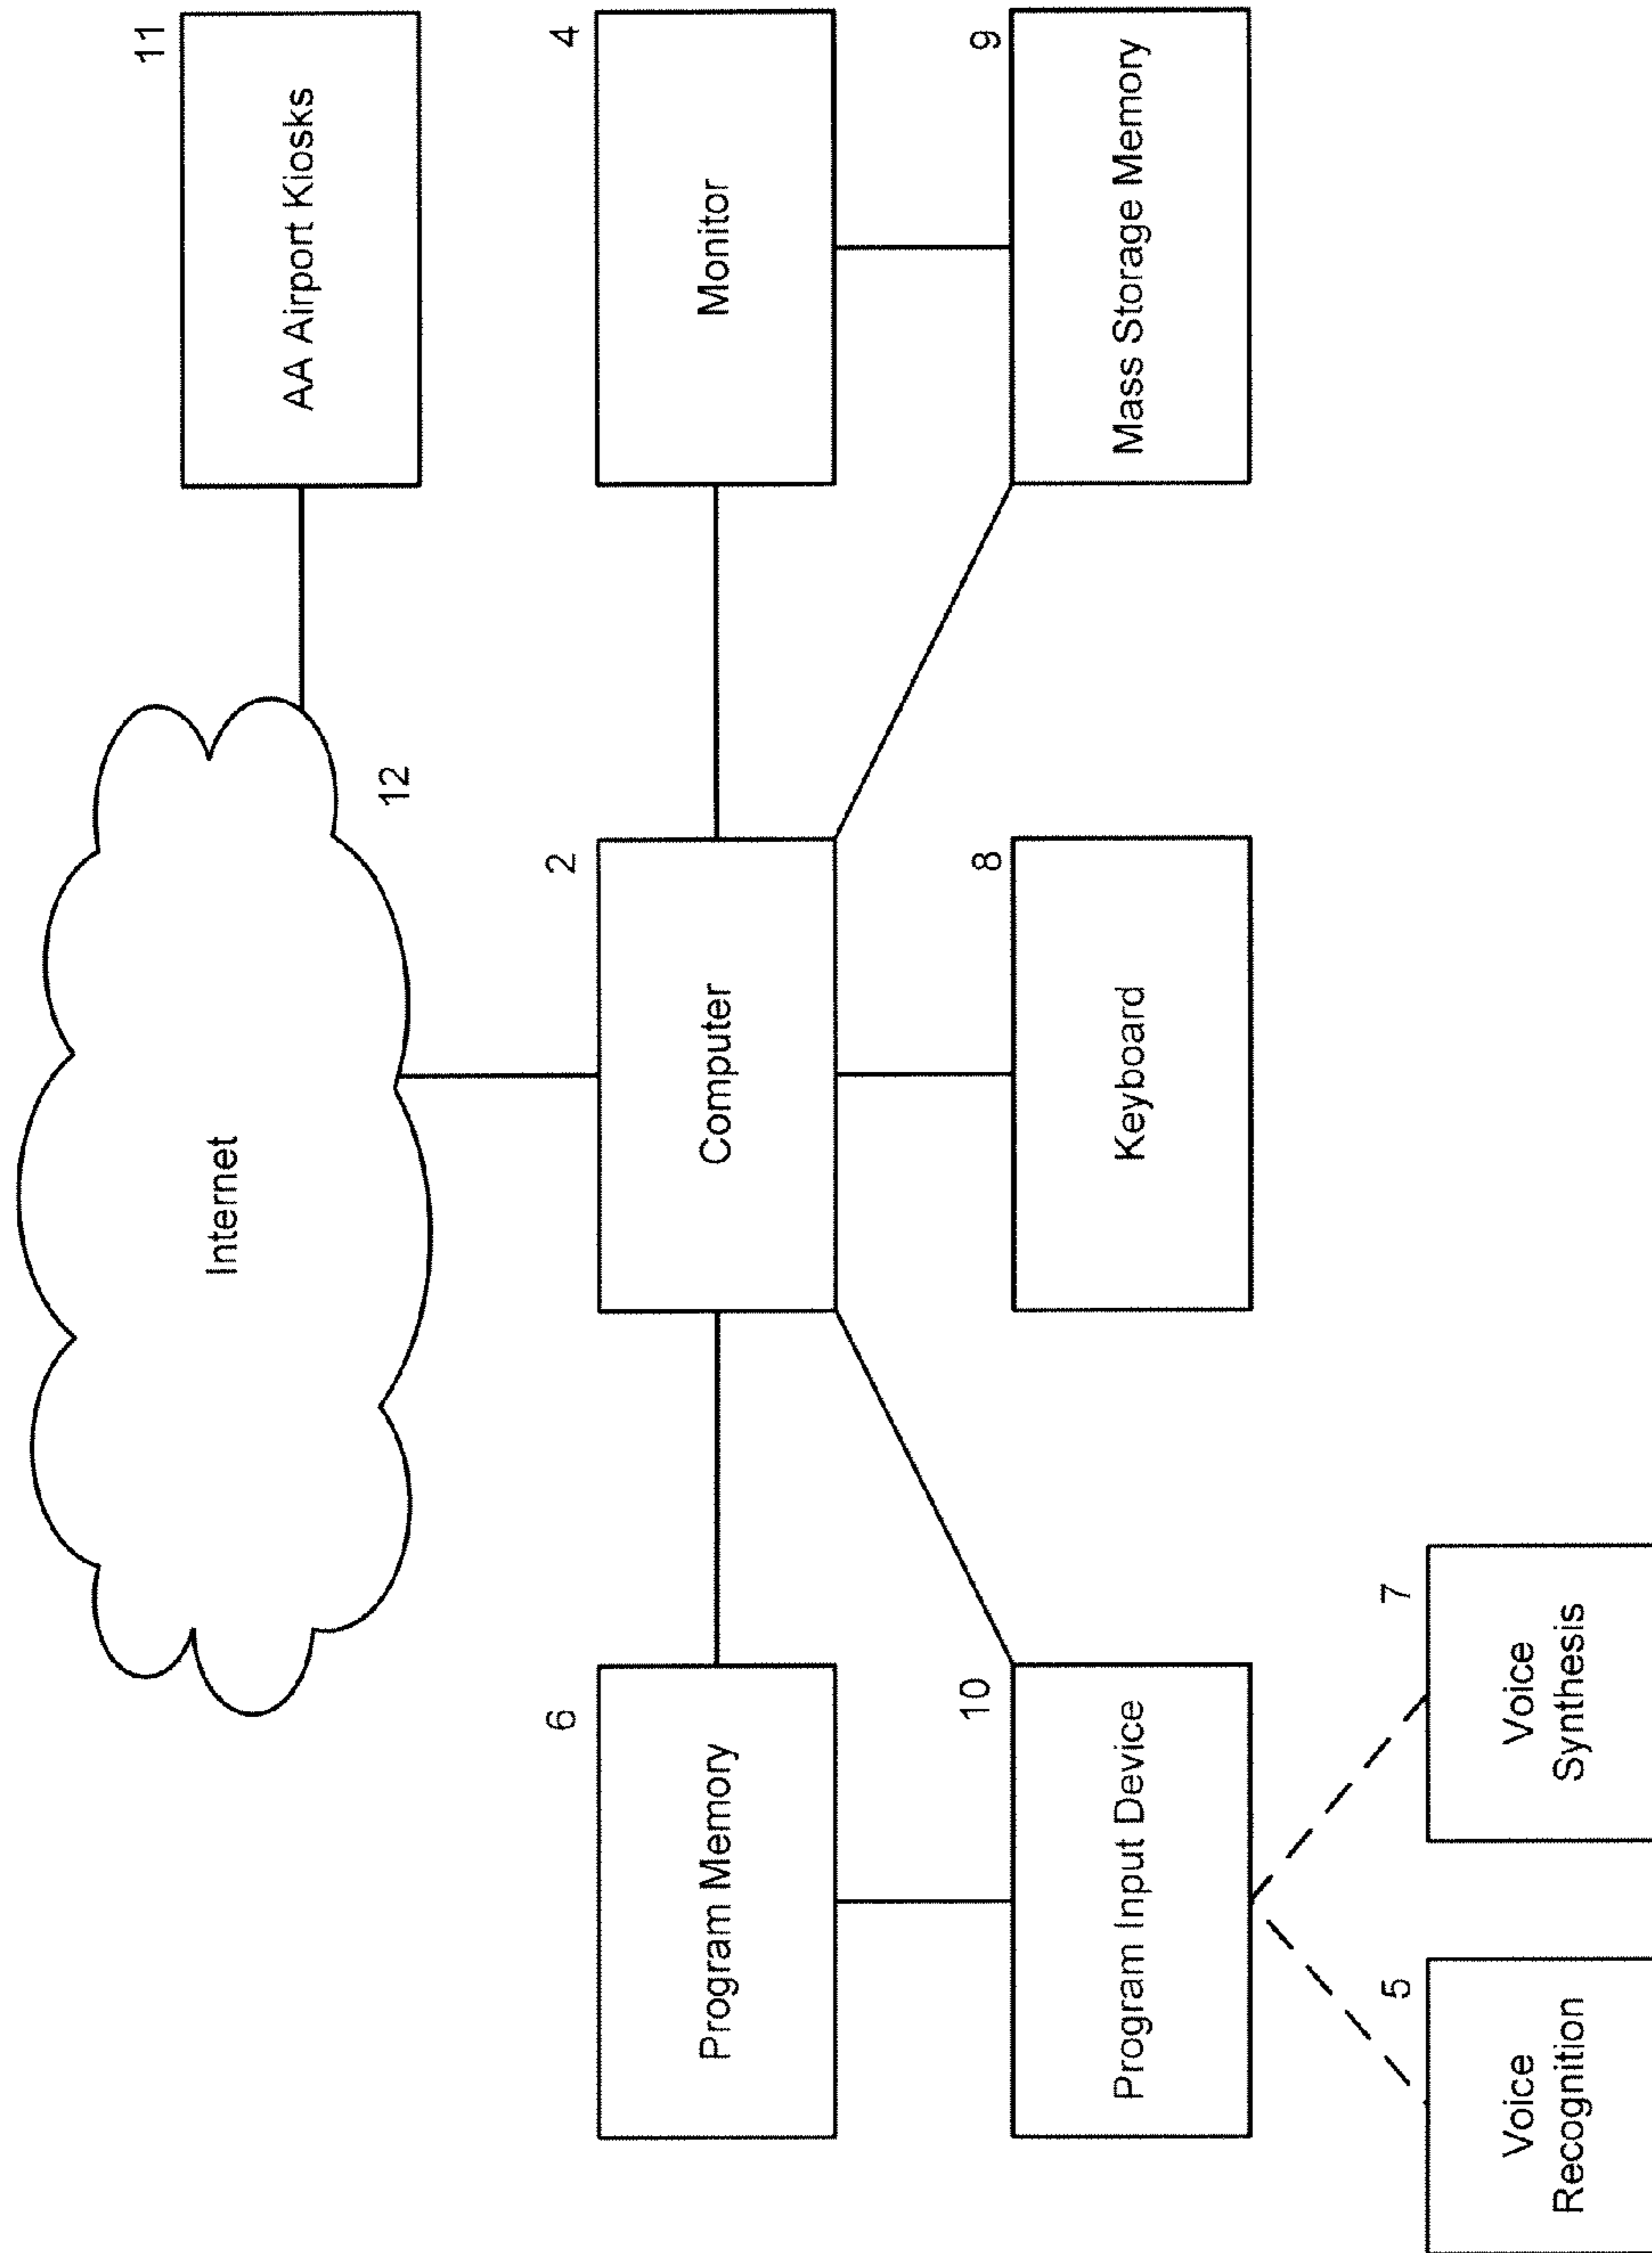 11
Internet
AA Airport Kiosks
12
6
Program Memory
2
Computer
4
Monitor
10
Program Input Device
8
Keyboard
9
Mass Storage Memory
5
Voice
Recognition
7
Voice
Synthesis